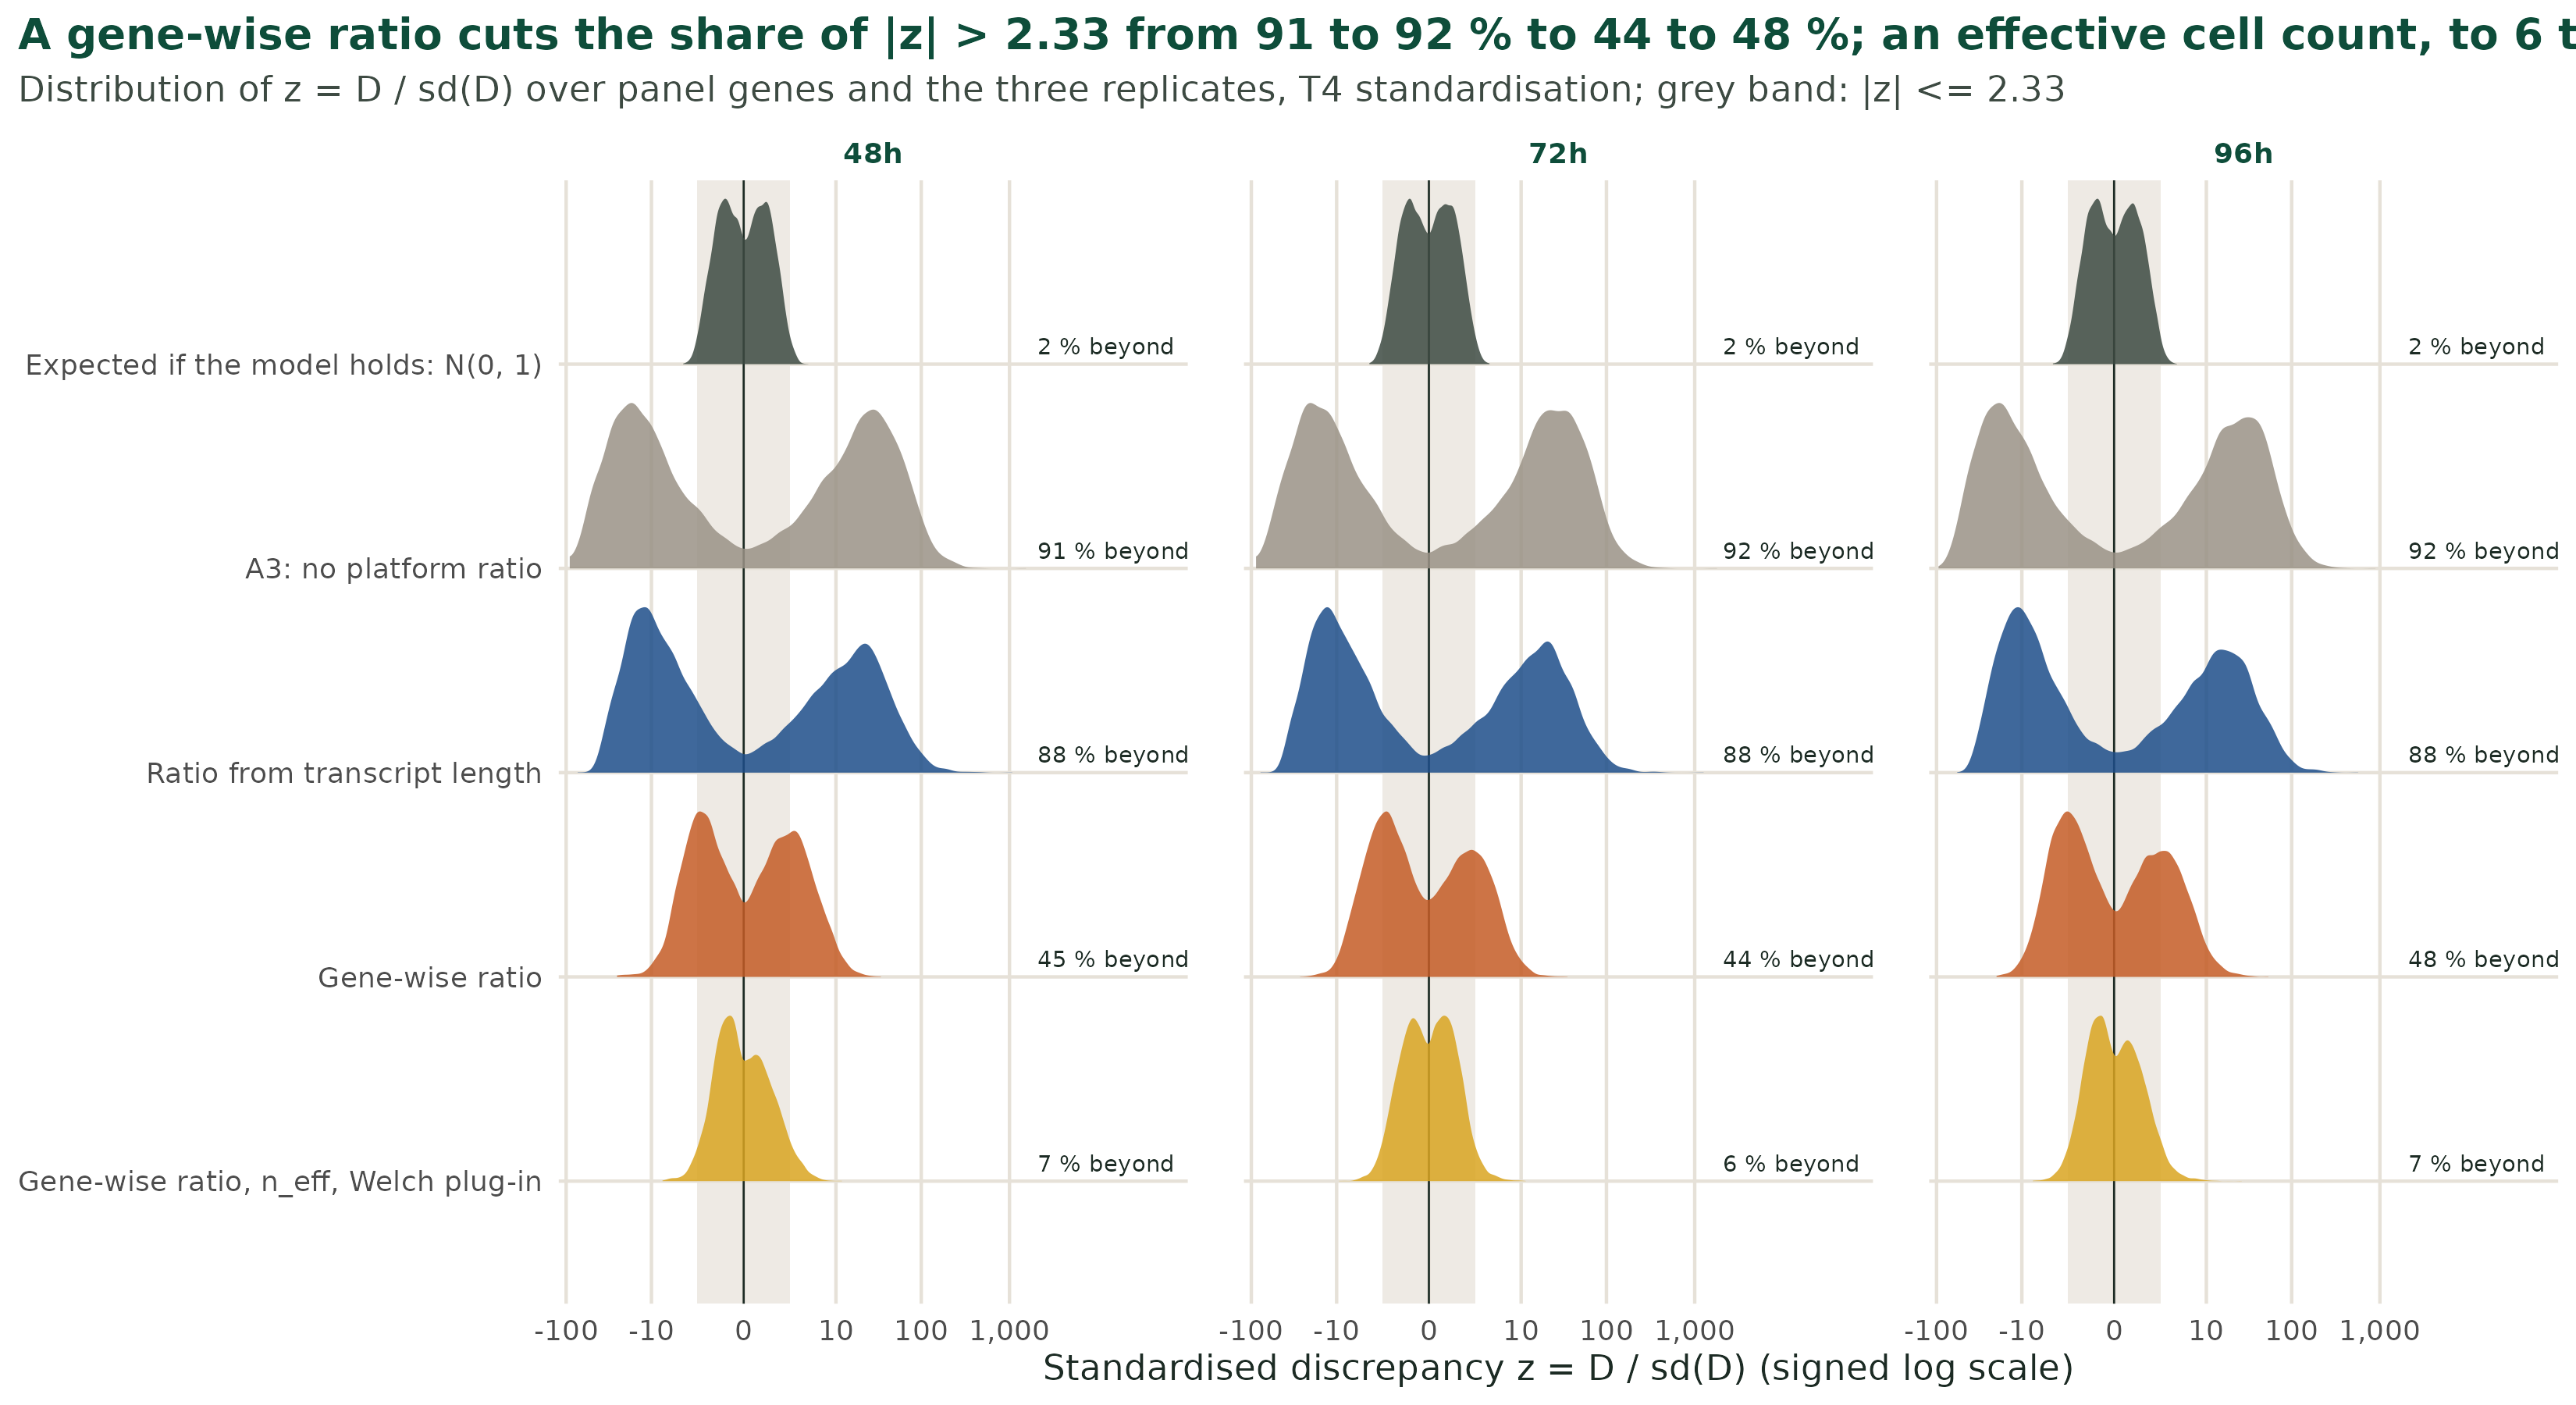 A gene-wise ratio cuts the share of |z| > 2.33 from 91 to 92 % to 44 to 48 %; an effective cell count, to 6 t
Distribution of z = D / sd(D) over panel genes and the three replicates, T4 standardisation; grey band: |z| <= 2.33
48h 72h 96h
Expected if the model holds: N(0, 1) 2 % beyond 2 % beyond 2 % beyond
A3: no platform ratio 91 % beyond 92 % beyond 92 % beyond
Ratio from transcript length 88 % beyond 88 % beyond 88 % beyond
Gene-wise ratio 45 % beyond 44 % beyond 48 % beyond
Gene-wise ratio, n_eff, Welch plug-in 7 % beyond 6 % beyond 7 % beyond
-100 -10 0 10 100 1,000 -100 -10 0 10 100 1,000 -100 -10 0 10 100 1,000
Standardised discrepancy z = D / sd(D) (signed log scale)